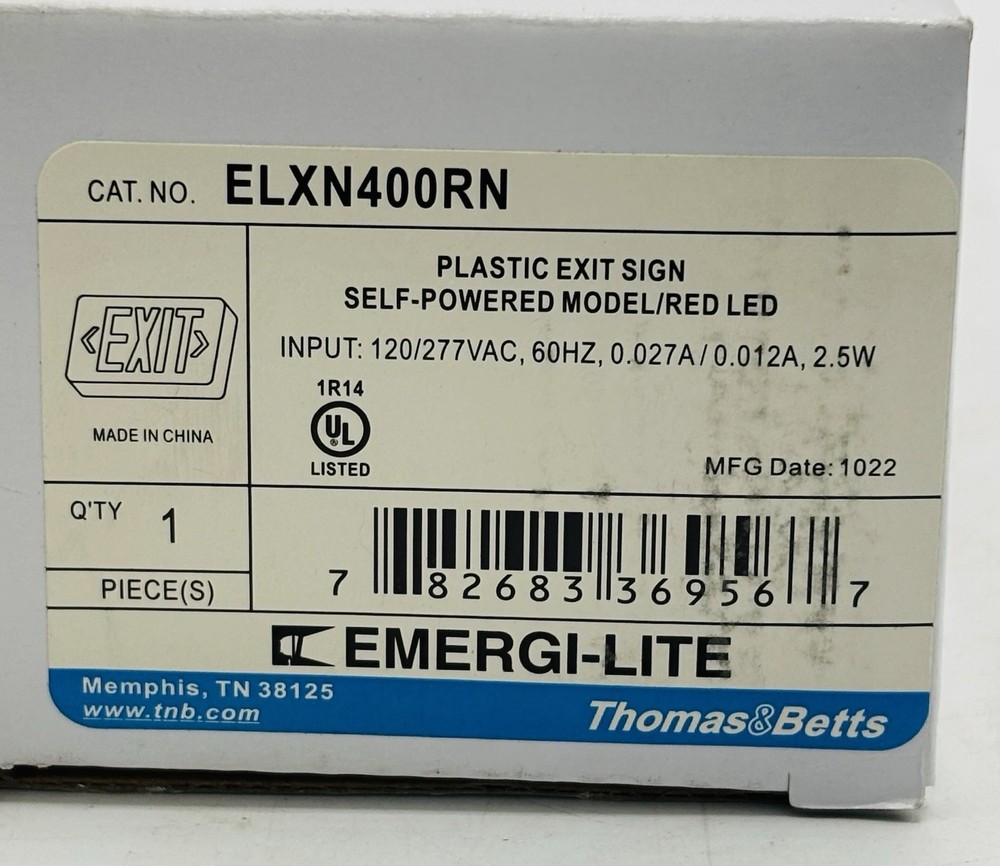 CAT. NO. ELXN400RN
PLASTIC EXIT SIGN
SELF-POWERED MODEL/RED LED
INPUT: 120/277VAC, 60HZ, 0.027A / 0.012A, 2.5W
<EXIT>
MADE IN CHINA
1R14
UL
®
LISTED
MFG Date: 1022
Q'TY 1
PIECE(S)
7 82683 36956 7
EMERGI-LITE
Memphis, TN 38125
www.tnb.com
Thomas&Betts